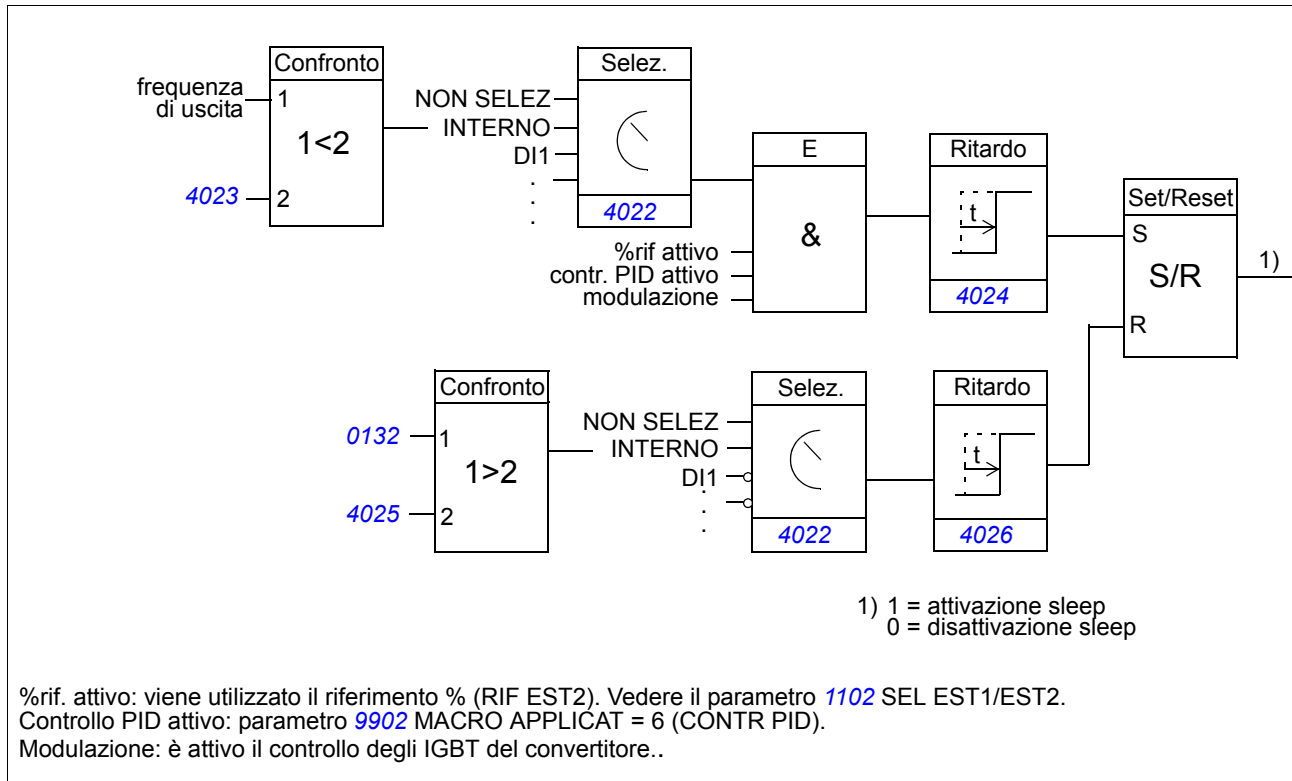 Confronto
frequenza
di uscita
1
1<2
4023
2
NON SELEZ
INTERNO
DI1
.
.
.
Selez.
4022
E
&
%rif attivo
contr. PID attivo
modulazione
Ritardo
t
4024
Set/Reset
S
S/R
R
1)
Confronto
0132
1
1>2
4025
2
NON SELEZ
INTERNO
DI1
.
.
.
Selez.
4022
Ritardo
t
4026
1) 1 = attivazione sleep
0 = disattivazione sleep
%rif. attivo: viene utilizzato il riferimento % (RIF EST2). Vedere il parametro 1102 SEL EST1/EST2.
Controllo PID attivo: parametro 9902 MACRO APPLICAT = 6 (CONTR PID).
Modulazione: è attivo il controllo degli IGBT del convertitore..